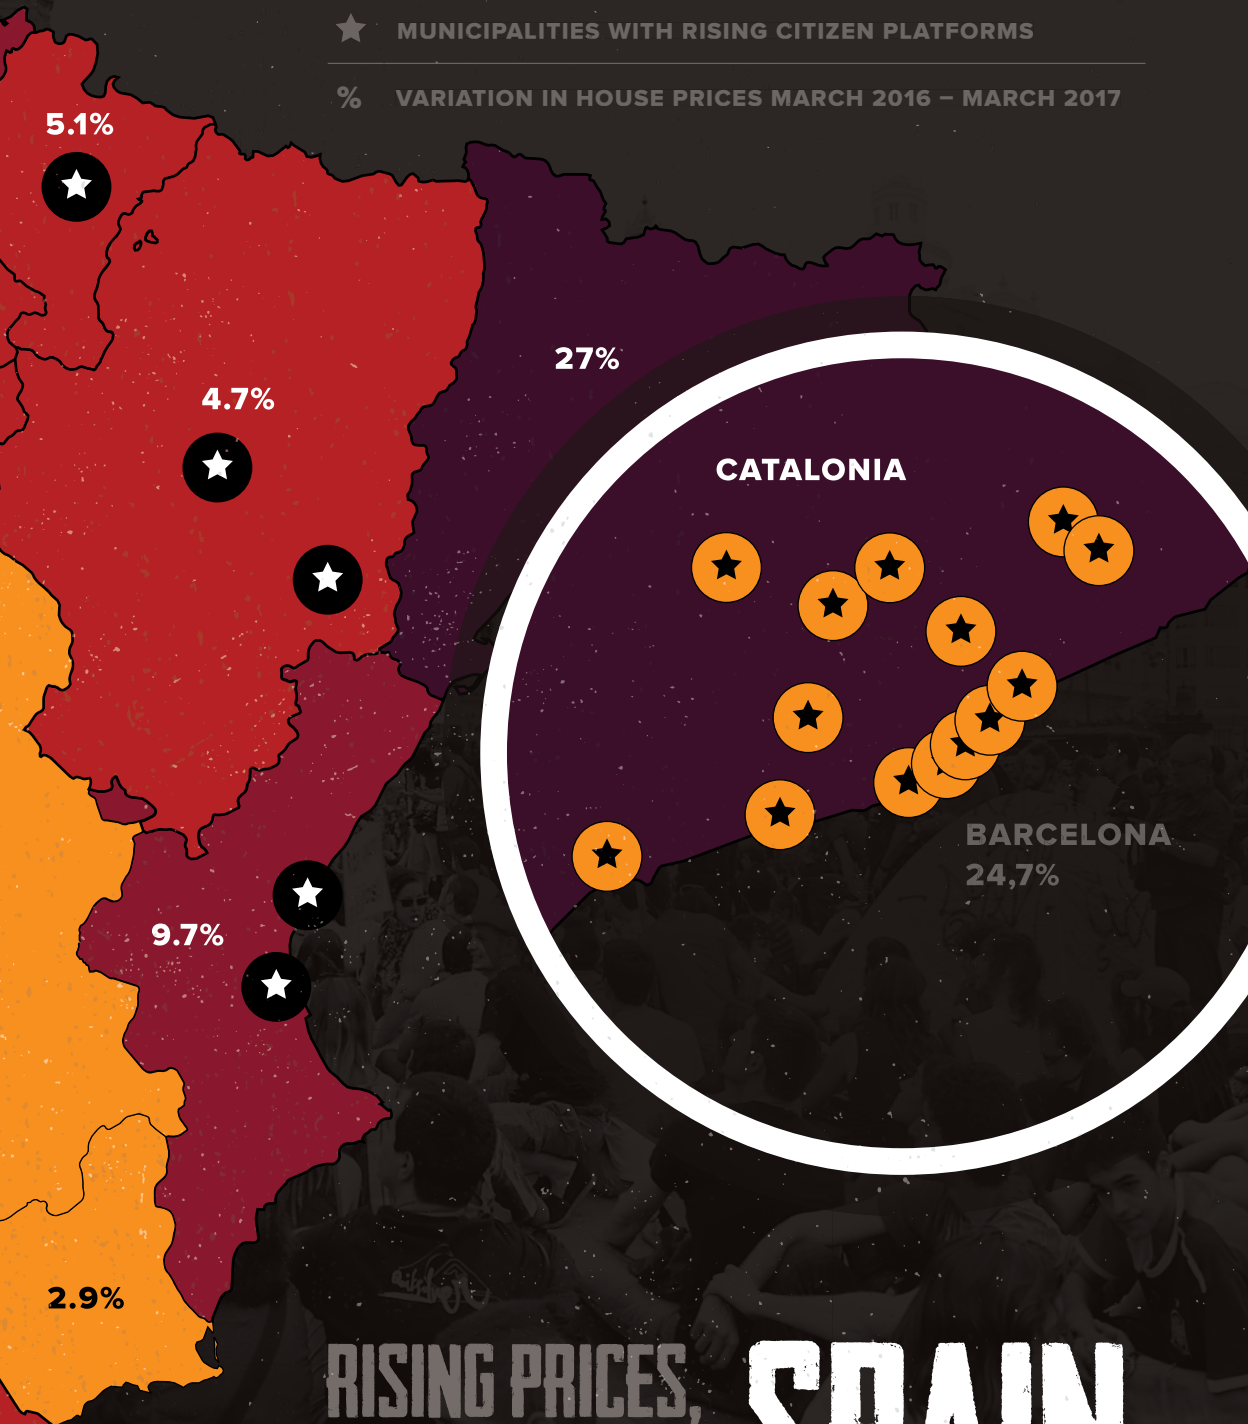 MUNICIPALITIES WITH RISING CITIZEN PLATFORMS
% VARIATION IN HOUSE PRICES MARCH 2016 – MARCH 2017
5.1%
27%
4.7%
CATALONIA
BARCELONA
24,7%
9.7%
2.9%
RISING PRICES,
SPAIN